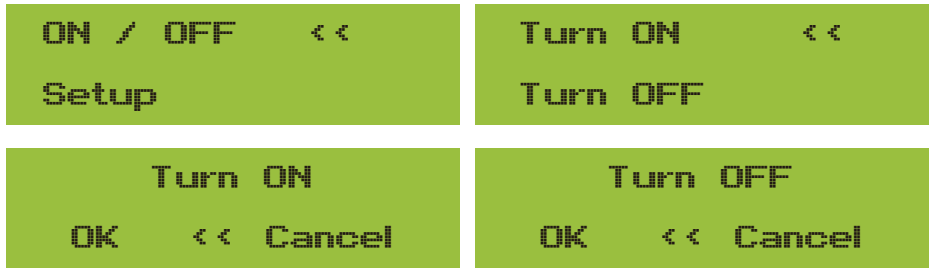 ON / OFF <<
Setup
Turn ON <<
Turn OFF
Turn ON
OK << Cancel
Turn OFF
OK << Cancel